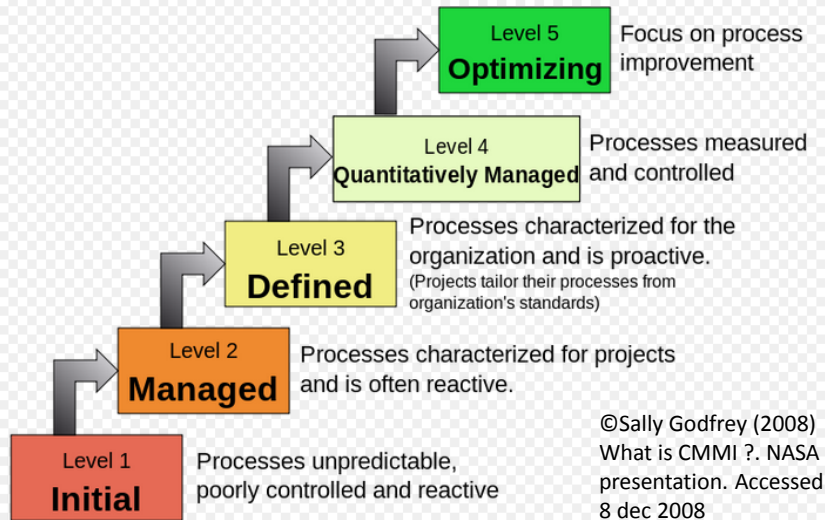 Level 5
Optimizing
Focus on process
improvement
Level 4
Quantitatively Managed
Processes measured
and controlled
Level 3
Defined
Processes characterized for the
organization and is proactive.
(Projects tailor their processes from
organization's standards)
Level 2
Managed
Processes characterized for projects
and is often reactive.
Level 1
Initial
Processes unpredictable,
poorly controlled and reactive
©Sally Godfrey (2008)
What is CMMI ?. NASA
presentation. Accessed
8 dec 2008